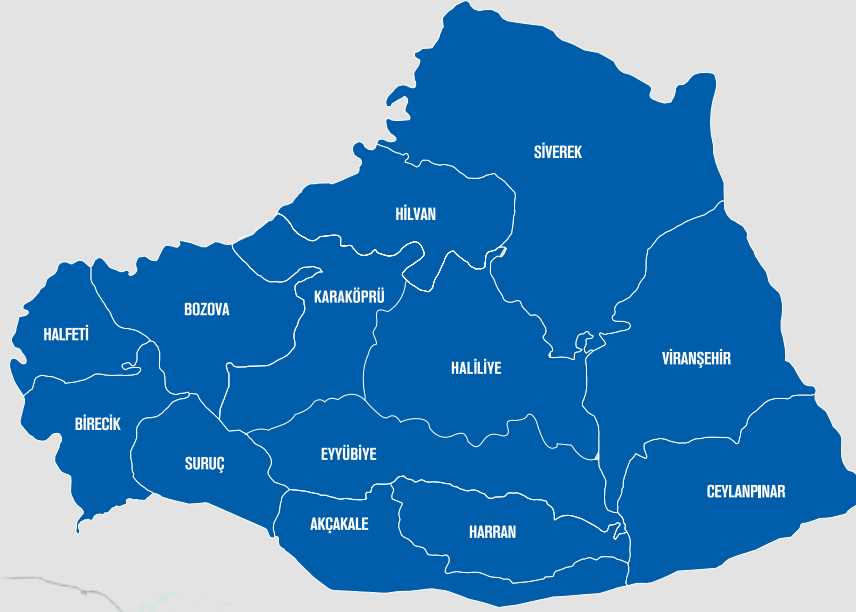 SİVEREK
HİLVAN
KARAKÖPRÜ
BOZOVA
HALFETİ
VİRANŞEHİR
HALİLİYE
BİRECİK
EYYÜBİYE
SURUÇ
CEYLANPINAR
AKÇAKALE
HARRAN